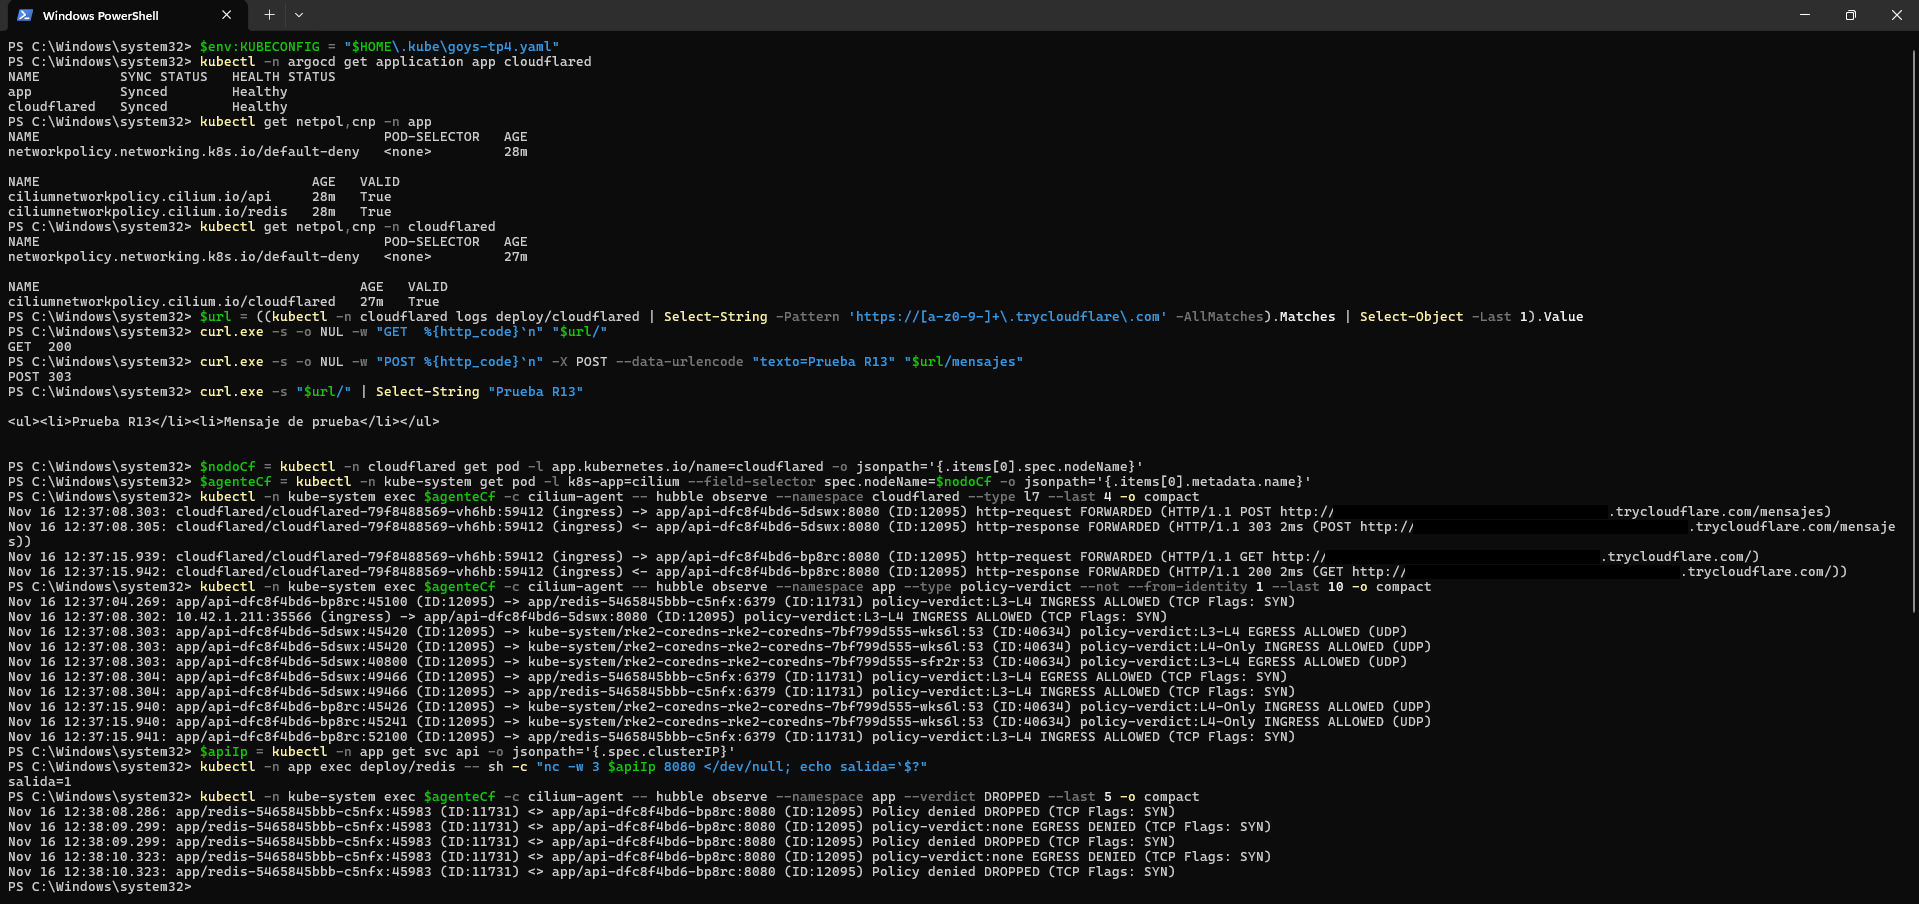 Windows PowerShell
PS C:\Windows\system32> $env:KUBECONFIG = "$HOME\.kube\goys-tp4.yaml"
PS C:\Windows\system32> kubectl -n argocd get application app cloudflared
NAME          SYNC STATUS   HEALTH STATUS
app           Synced        Healthy
cloudflared   Synced        Healthy
PS C:\Windows\system32> kubectl get netpol,cnp -n app
NAME                                           POD-SELECTOR   AGE
networkpolicy.networking.k8s.io/default-deny   <none>         28m
NAME                                  AGE   VALID
ciliumnetworkpolicy.cilium.io/api     28m   True
ciliumnetworkpolicy.cilium.io/redis   28m   True
PS C:\Windows\system32> kubectl get netpol,cnp -n cloudflared
NAME                                           POD-SELECTOR   AGE
networkpolicy.networking.k8s.io/default-deny   <none>         27m
NAME                                        AGE   VALID
ciliumnetworkpolicy.cilium.io/cloudflared   27m   True
PS C:\Windows\system32> $url = ((kubectl -n cloudflared logs deploy/cloudflared | Select-String -Pattern 'https://[a-z0-9-]+\.trycloudflare\.com' -AllMatches).Matches | Select-Object -Last 1).Value
PS C:\Windows\system32> curl.exe -s -o NUL -w "GET  %{http_code}`n" "$url/"
GET  200
PS C:\Windows\system32> curl.exe -s -o NUL -w "POST %{http_code}`n" -X POST --data-urlencode "texto=Prueba R13" "$url/mensajes"
POST 303
PS C:\Windows\system32> curl.exe -s "$url/" | Select-String "Prueba R13"
<ul><li>Prueba R13</li><li>Mensaje de prueba</li></ul>
PS C:\Windows\system32> $nodoCf = kubectl -n cloudflared get pod -l app.kubernetes.io/name=cloudflared -o jsonpath='{.items[0].spec.nodeName}'
PS C:\Windows\system32> $agenteCf = kubectl -n kube-system get pod -l k8s-app=cilium --field-selector spec.nodeName=$nodoCf -o jsonpath='{.items[0].metadata.name}'
PS C:\Windows\system32> kubectl -n kube-system exec $agenteCf -c cilium-agent -- hubble observe --namespace cloudflared --type l7 --last 4 -o compact
Nov 16 12:37:08.303: cloudflared/cloudflared-79f8488569-vh6hb:59412 (ingress) -> app/api-dfc8f4bd6-5dswx:8080 (ID:12095) http-request FORWARDED (HTTP/1.1 POST http://.trycloudflare.com/mensajes)
Nov 16 12:37:08.305: cloudflared/cloudflared-79f8488569-vh6hb:59412 (ingress) <- app/api-dfc8f4bd6-5dswx:8080 (ID:12095) http-response FORWARDED (HTTP/1.1 303 2ms (POST http://.trycloudflare.com/mensaje
s))
Nov 16 12:37:15.939: cloudflared/cloudflared-79f8488569-vh6hb:59412 (ingress) -> app/api-dfc8f4bd6-bp8rc:8080 (ID:12095) http-request FORWARDED (HTTP/1.1 GET http://.trycloudflare.com/)
Nov 16 12:37:15.942: cloudflared/cloudflared-79f8488569-vh6hb:59412 (ingress) <- app/api-dfc8f4bd6-bp8rc:8080 (ID:12095) http-response FORWARDED (HTTP/1.1 200 2ms (GET http://.trycloudflare.com/))
PS C:\Windows\system32> kubectl -n kube-system exec $agenteCf -c cilium-agent -- hubble observe --namespace app --type policy-verdict --not --from-identity 1 --last 10 -o compact
Nov 16 12:37:04.269: app/api-dfc8f4bd6-bp8rc:45100 (ID:12095) -> app/redis-5465845bbb-c5nfx:6379 (ID:11731) policy-verdict:L3-L4 INGRESS ALLOWED (TCP Flags: SYN)
Nov 16 12:37:08.302: 10.42.1.211:35566 (ingress) -> app/api-dfc8f4bd6-5dswx:8080 (ID:12095) policy-verdict:L3-L4 INGRESS ALLOWED (TCP Flags: SYN)
Nov 16 12:37:08.303: app/api-dfc8f4bd6-5dswx:45420 (ID:12095) -> kube-system/rke2-coredns-rke2-coredns-7bf799d555-wks6l:53 (ID:40634) policy-verdict:L3-L4 EGRESS ALLOWED (UDP)
Nov 16 12:37:08.303: app/api-dfc8f4bd6-5dswx:45420 (ID:12095) -> kube-system/rke2-coredns-rke2-coredns-7bf799d555-wks6l:53 (ID:40634) policy-verdict:L4-Only INGRESS ALLOWED (UDP)
Nov 16 12:37:08.303: app/api-dfc8f4bd6-5dswx:40800 (ID:12095) -> kube-system/rke2-coredns-rke2-coredns-7bf799d555-sfr2r:53 (ID:40634) policy-verdict:L3-L4 EGRESS ALLOWED (UDP)
Nov 16 12:37:08.304: app/api-dfc8f4bd6-5dswx:49466 (ID:12095) -> app/redis-5465845bbb-c5nfx:6379 (ID:11731) policy-verdict:L3-L4 EGRESS ALLOWED (TCP Flags: SYN)
Nov 16 12:37:08.304: app/api-dfc8f4bd6-5dswx:49466 (ID:12095) -> app/redis-5465845bbb-c5nfx:6379 (ID:11731) policy-verdict:L3-L4 INGRESS ALLOWED (TCP Flags: SYN)
Nov 16 12:37:15.940: app/api-dfc8f4bd6-bp8rc:45426 (ID:12095) -> kube-system/rke2-coredns-rke2-coredns-7bf799d555-wks6l:53 (ID:40634) policy-verdict:L4-Only INGRESS ALLOWED (UDP)
Nov 16 12:37:15.940: app/api-dfc8f4bd6-bp8rc:45241 (ID:12095) -> kube-system/rke2-coredns-rke2-coredns-7bf799d555-wks6l:53 (ID:40634) policy-verdict:L4-Only INGRESS ALLOWED (UDP)
Nov 16 12:37:15.941: app/api-dfc8f4bd6-bp8rc:52100 (ID:12095) -> app/redis-5465845bbb-c5nfx:6379 (ID:11731) policy-verdict:L3-L4 INGRESS ALLOWED (TCP Flags: SYN)
PS C:\Windows\system32> $apiIp = kubectl -n app get svc api -o jsonpath='{.spec.clusterIP}'
PS C:\Windows\system32> kubectl -n app exec deploy/redis -- sh -c "nc -w 3 $apiIp 8080 </dev/null; echo salida=`$?"
salida=1
PS C:\Windows\system32> kubectl -n kube-system exec $agenteCf -c cilium-agent -- hubble observe --namespace app --verdict DROPPED --last 5 -o compact
Nov 16 12:38:08.286: app/redis-5465845bbb-c5nfx:45983 (ID:11731) <> app/api-dfc8f4bd6-bp8rc:8080 (ID:12095) Policy denied DROPPED (TCP Flags: SYN)
Nov 16 12:38:09.299: app/redis-5465845bbb-c5nfx:45983 (ID:11731) <> app/api-dfc8f4bd6-bp8rc:8080 (ID:12095) policy-verdict:none EGRESS DENIED (TCP Flags: SYN)
Nov 16 12:38:09.299: app/redis-5465845bbb-c5nfx:45983 (ID:11731) <> app/api-dfc8f4bd6-bp8rc:8080 (ID:12095) Policy denied DROPPED (TCP Flags: SYN)
Nov 16 12:38:10.323: app/redis-5465845bbb-c5nfx:45983 (ID:11731) <> app/api-dfc8f4bd6-bp8rc:8080 (ID:12095) policy-verdict:none EGRESS DENIED (TCP Flags: SYN)
Nov 16 12:38:10.323: app/redis-5465845bbb-c5nfx:45983 (ID:11731) <> app/api-dfc8f4bd6-bp8rc:8080 (ID:12095) Policy denied DROPPED (TCP Flags: SYN)
PS C:\Windows\system32>